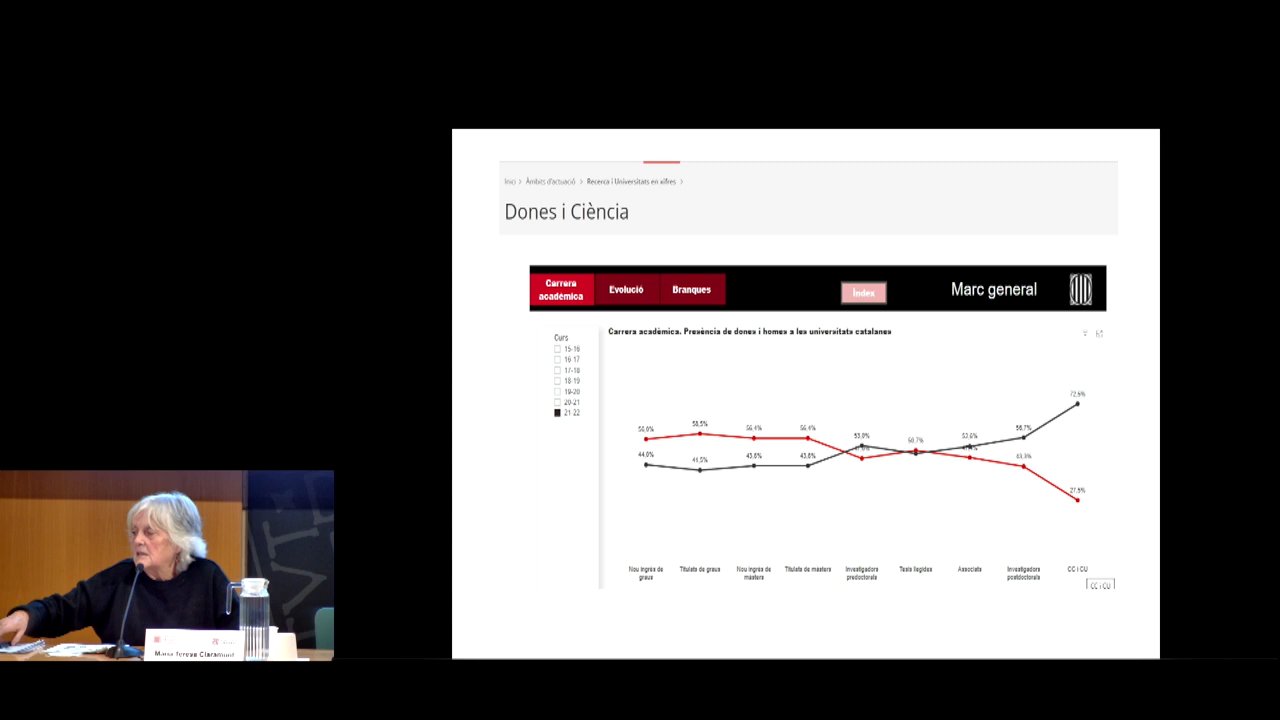 Inici > Àmbits d'actuació > Recerca i Universitats en xifres >
Dones i Ciència
Carrera acadèmica
Evolució
Branques
Índex
Marc general
Carrera acadèmica. Presència de dones i homes a les universitats catalanes
Curs
15-16
16-17
17-18
18-19
19-20
20-21
21-22
72,5%
56,0%
58,5%
56,4%
56,4%
53,0%
50,7%
52,6%
56,7%
44,0%
41,5%
43,6%
43,6%
43,3%
27,5%
Nou ingrés de graus
Titulats de graus
Nou ingrés de màsters
Titulats de màsters
Investigadors predoctorals
Tesis llegides
Associats
Investigadors postdoctorals
CC i CU
CC i CU
Maria Teresa Claramunt